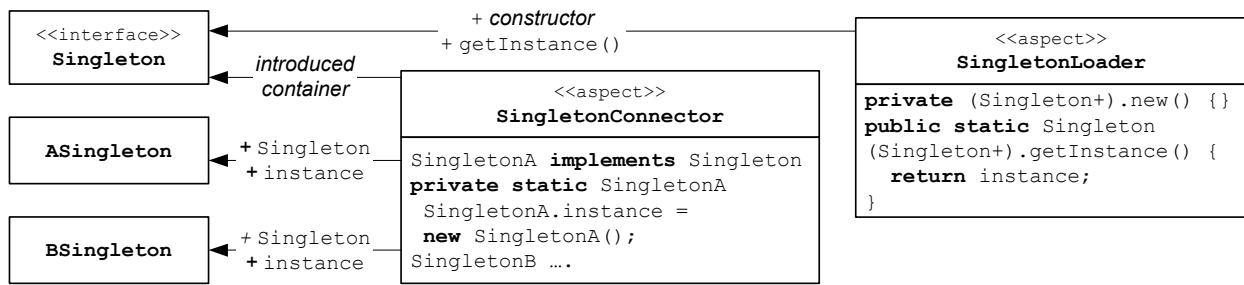 <<interface>>
Singleton
+ constructor
+ getInstance()
introduced
container
ASingleton
+ Singleton
+ instance
BSingleton
+ Singleton
+ instance
<<aspect>>
SingletonConnector
SingletonA implements Singleton
private static SingletonA
SingletonA.instance =
new SingletonA();
SingletonB ….
<<aspect>>
SingletonLoader
private (Singleton+).new() {}
public static Singleton
(Singleton+).getInstance() {
return instance;
}